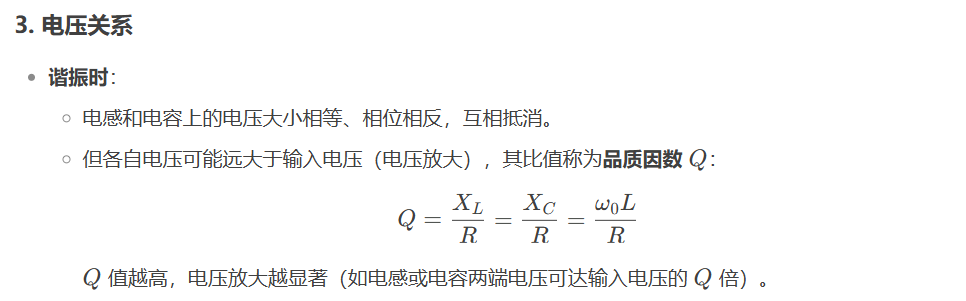 3. 电压关系
谐振时：
电感和电容上的电压大小相等、相位相反，互相抵消。
但各自电压可能远大于输入电压（电压放大），其比值称为品质因数 Q：
Q = X_L/R = X_C/R = ω₀L/R
Q 值越高，电压放大越显著（如电感或电容两端电压可达输入电压的 Q 倍）。